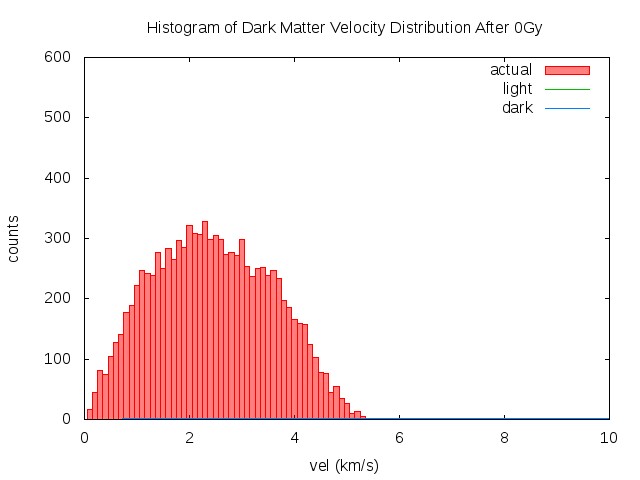 Histogram of Dark Matter Velocity Distribution After 0Gy
600
500
400
300
200
100
0
counts
actual
light
dark
0 2 4 6 8 10
vel (km/s)